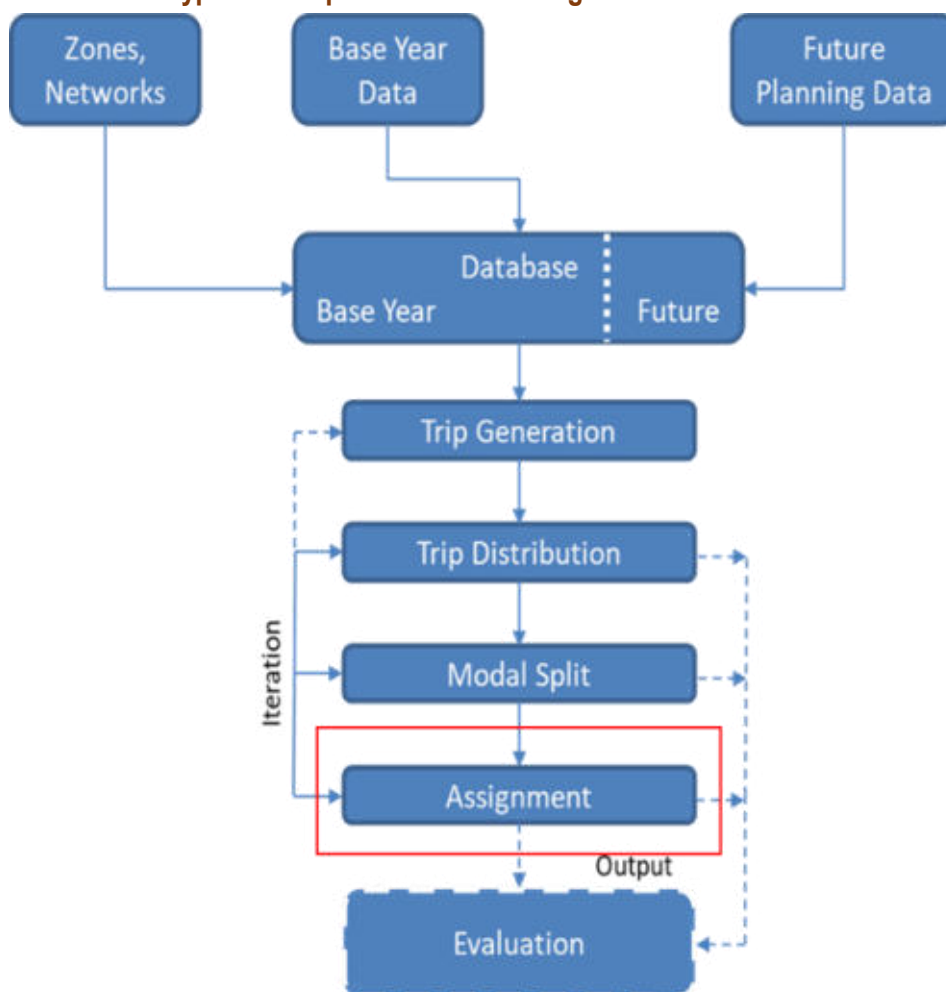 Zones,
Networks
Base Year
Data
Future
Planning Data
Database
Base Year
Future
Trip Generation
Trip Distribution
Iteration
Modal Split
Assignment
Output
Evaluation